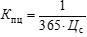 Kпц = 1 / (365 · Цс)